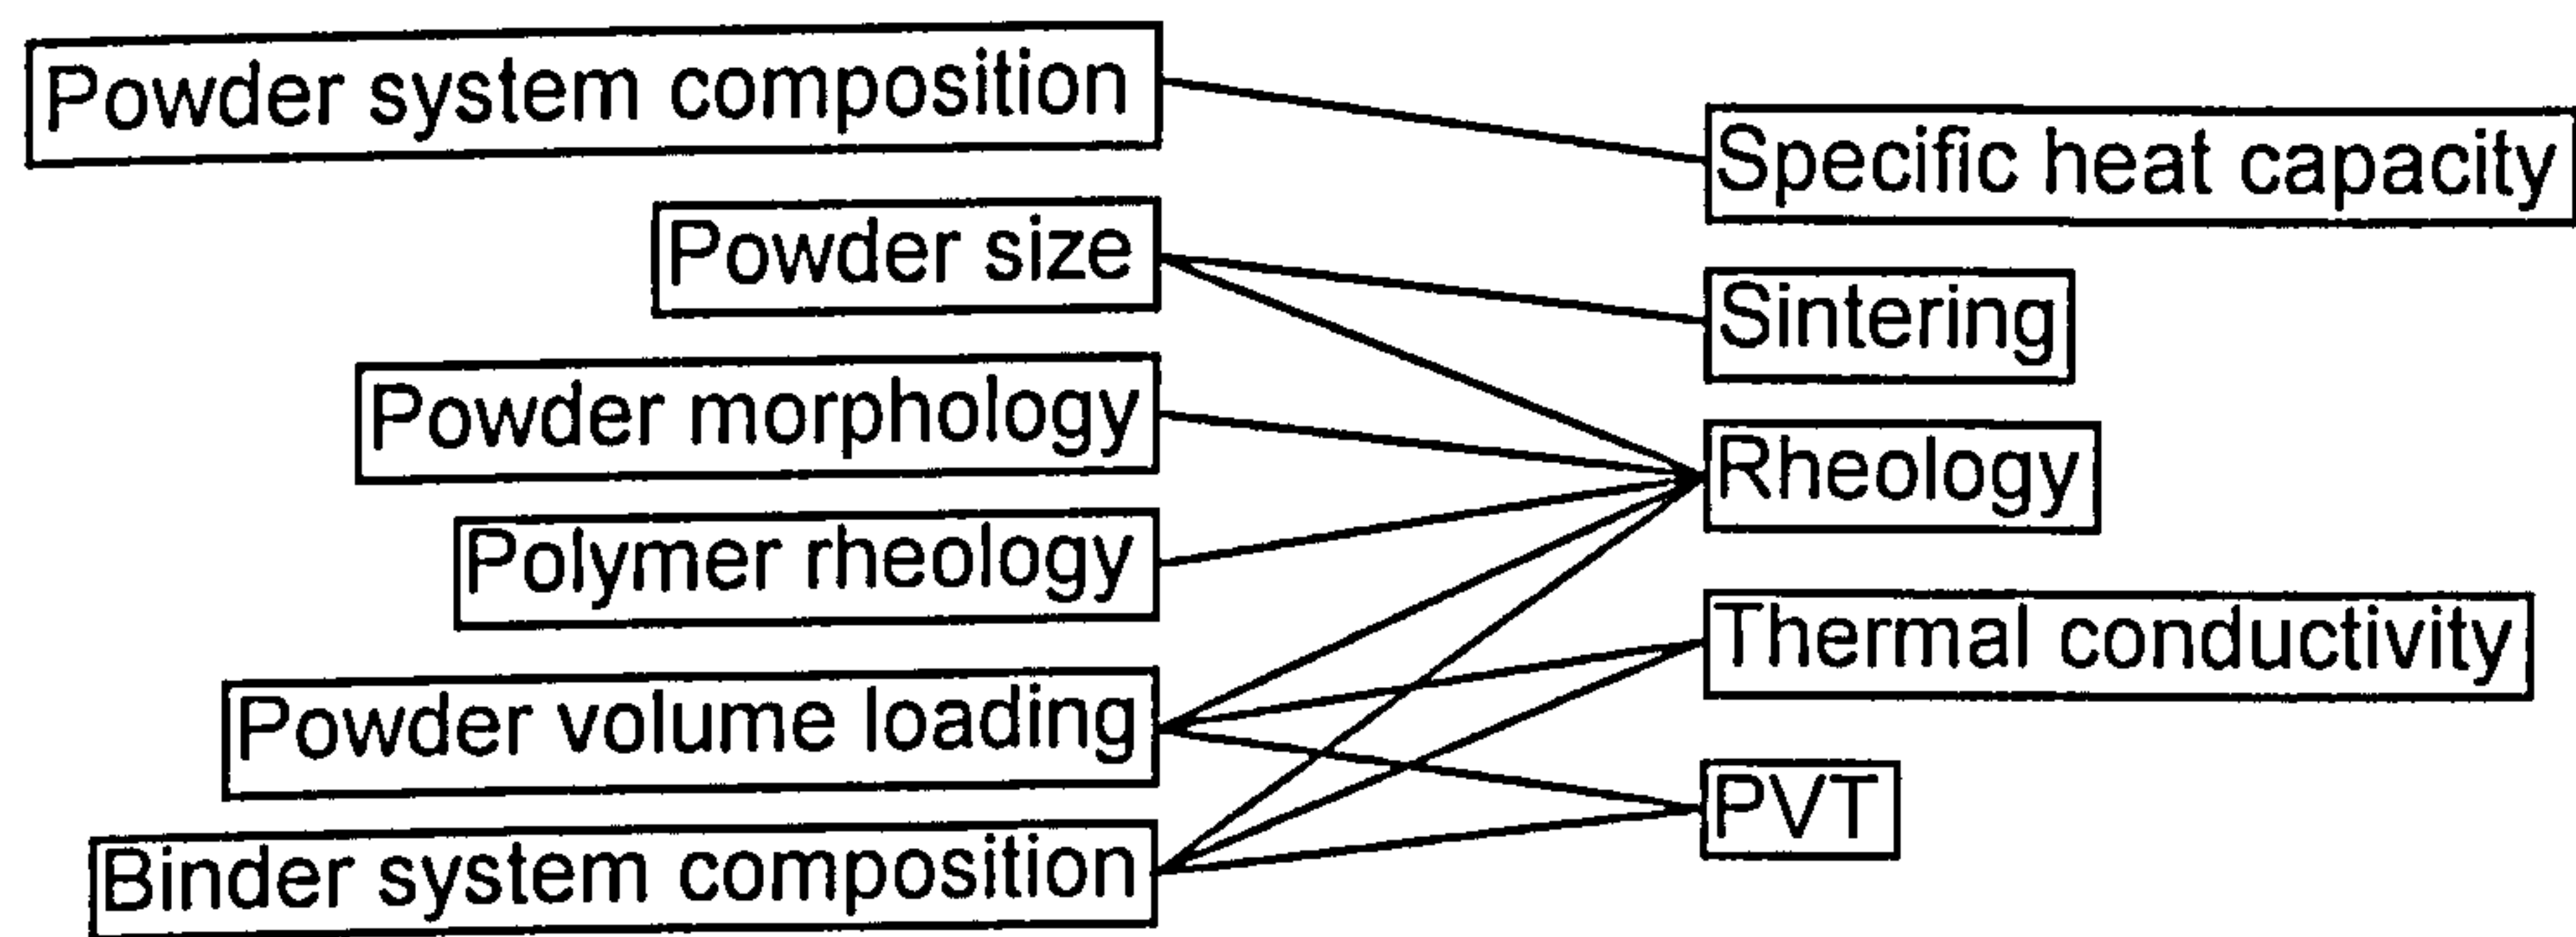 Powder system composition
Powder size
Powder morphology
Polymer rheology
Powder volume loading
Binder system composition
Specific heat capacity
Sintering
Rheology
Thermal conductivity
PVT